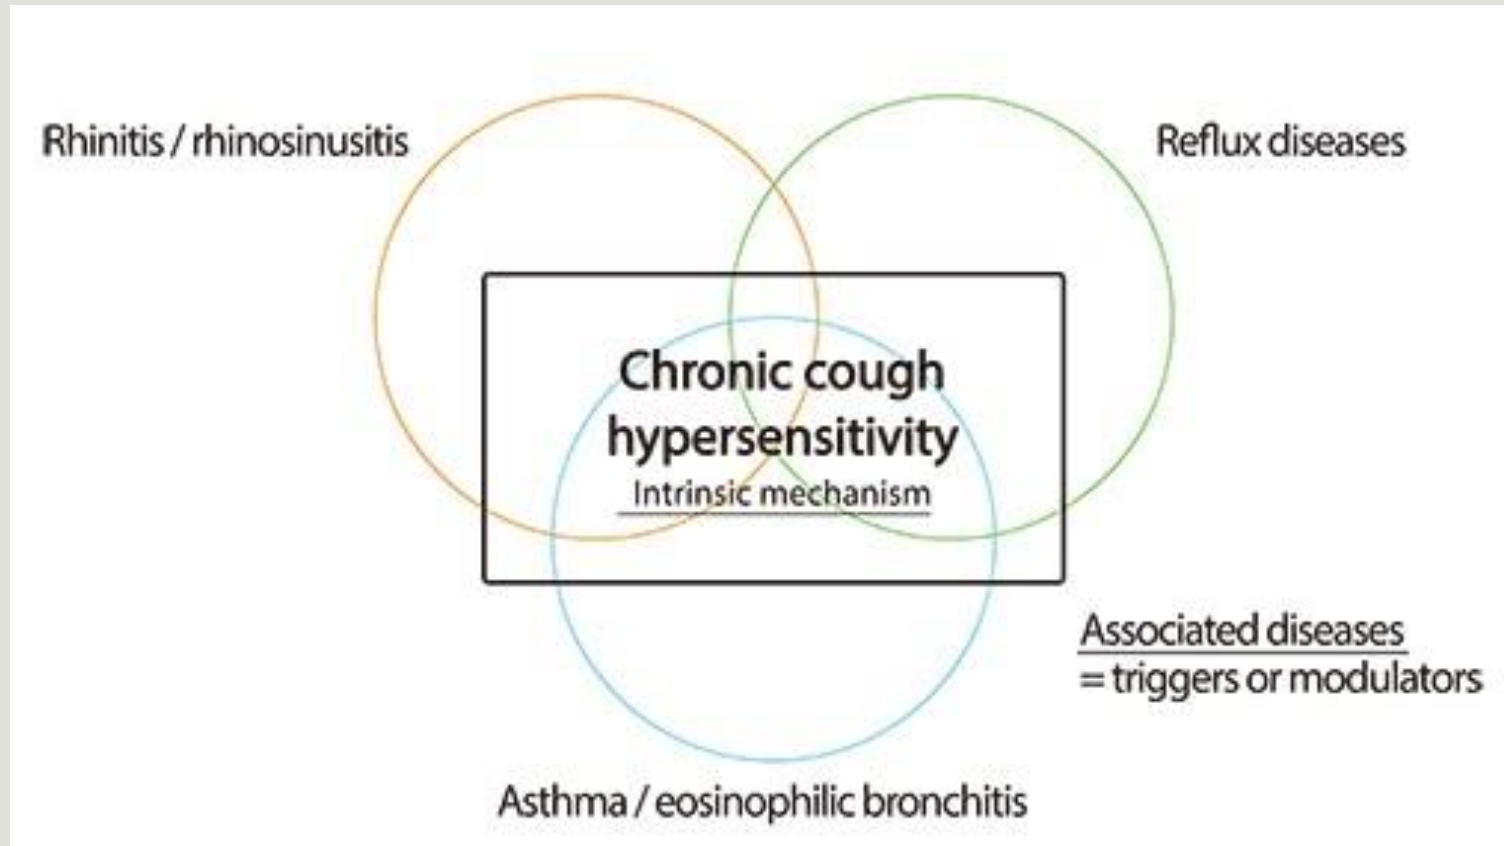 Rhinitis / rhinosinusitis
Reflux diseases
Chronic cough
hypersensitivity
Intrinsic mechanism
Associated diseases
= triggers or modulators
Asthma / eosinophilic bronchitis